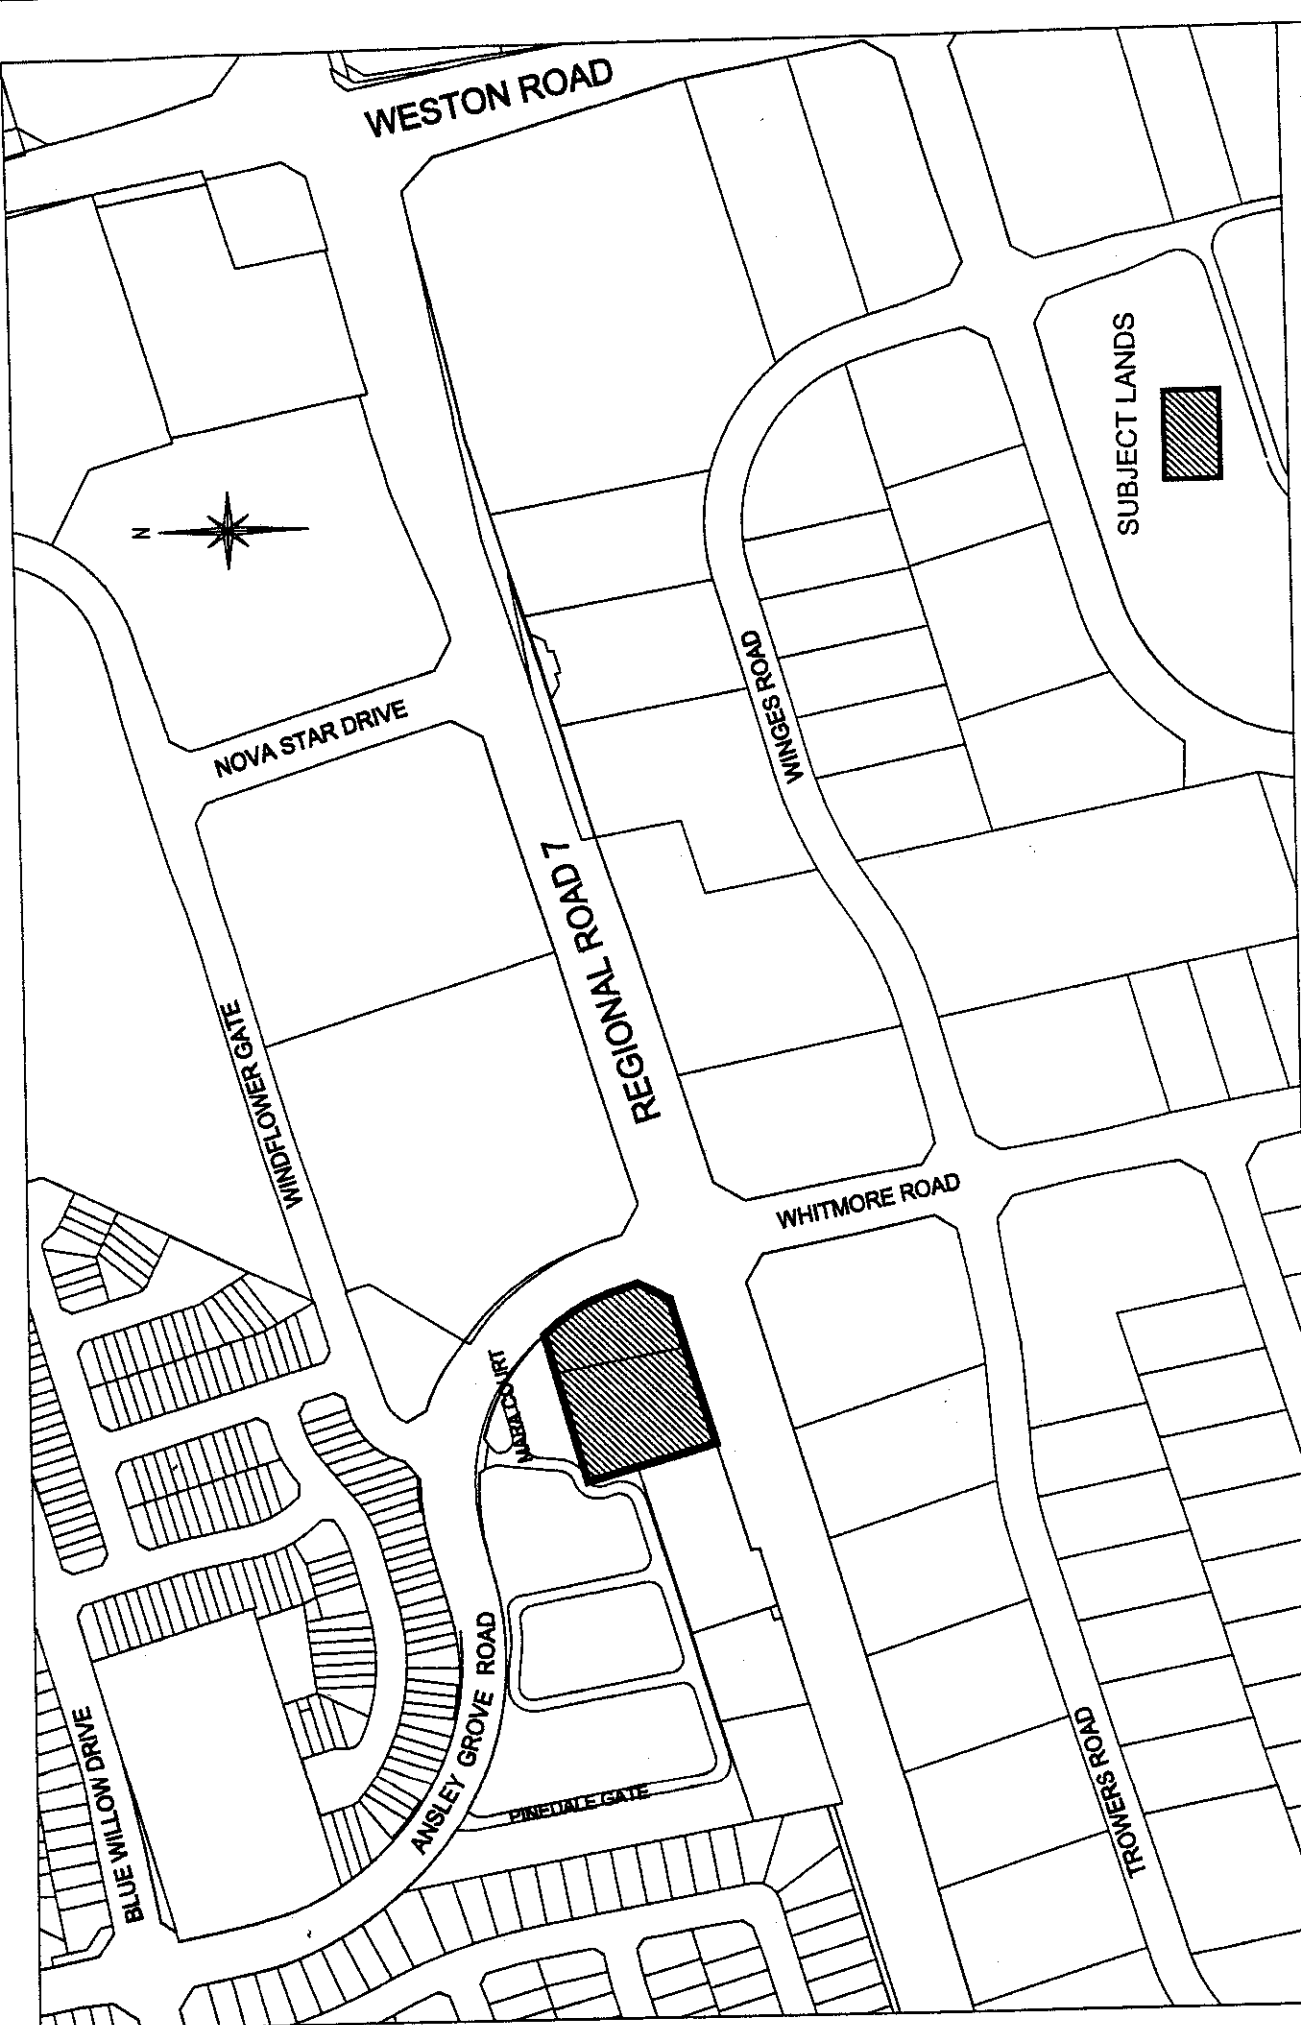 WESTON ROAD
SUBJECT LANDS
N
NOVA STAR DRIVE
WINGES ROAD
REGIONAL ROAD 7
WINDFLOWER GATE
WHITMORE ROAD
MARA COURT
ANSLEY GROVE ROAD
BLUE WILLOW DRIVE
PINEDALE GATE
TROWERS ROAD